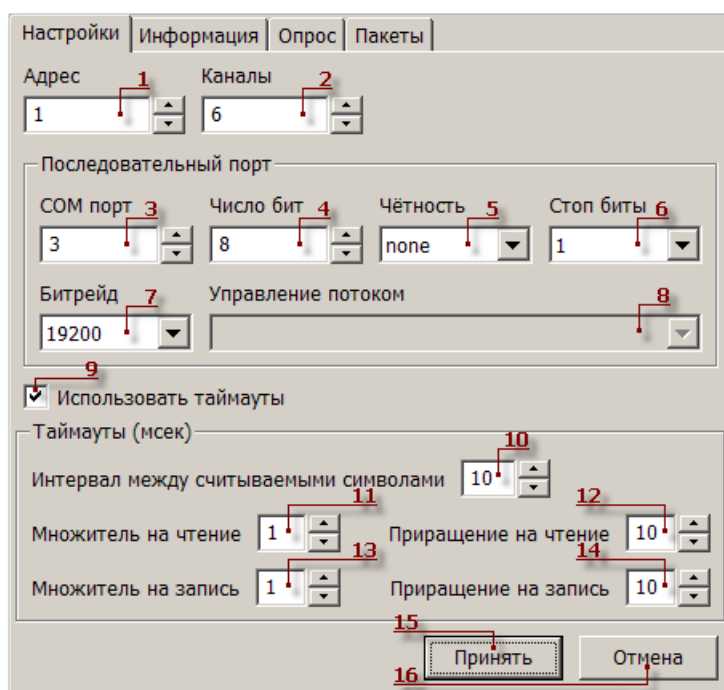 Настройки Информация Опрос Пакеты
Адрес 1 Каналы 2
1 6
Последовательный порт
COM порт 3 Число бит 4 Чётность 5 Стоп биты 6
3 8 none 1
Битрейд 7 Управление потоком 8
19200
9
Использовать таймауты
Таймауты (мсек)
10
Интервал между считываемыми символами 10
11 12
Множитель на чтение 1 Приращение на чтение 10
13 14
Множитель на запись 1 Приращение на запись 10
15
Принять Отмена
16